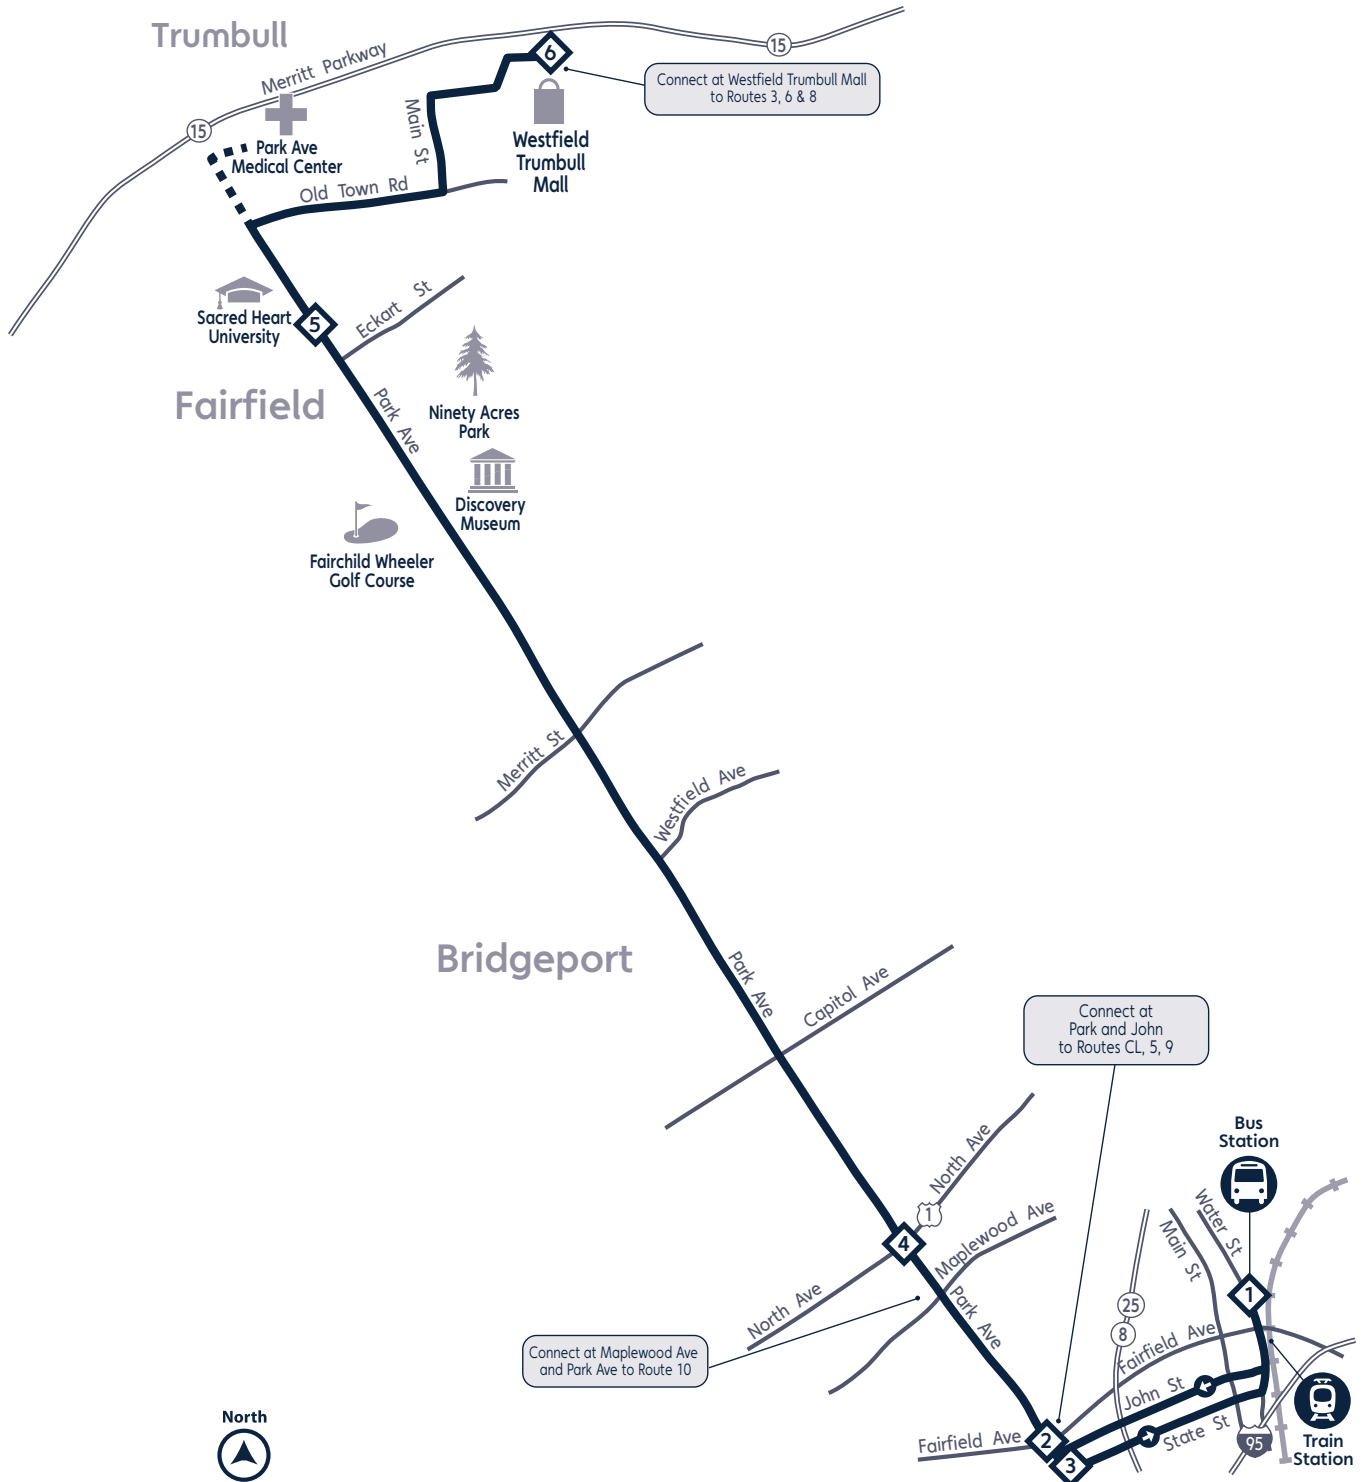 Trumbull
Merritt Parkway
15
15
6
Connect at Westfield Trumbull Mall
to Routes 3, 6 & 8
Main St
Park Ave
Medical Center
Westfield
Trumbull
Mall
Old Town Rd
Sacred Heart
University
5
Eckart St
Fairfield
Park Ave
Ninety Acres
Park
Discovery
Museum
Fairchild Wheeler
Golf Course
Merritt St
Westfield Ave
Bridgeport
Park Ave
Capitol Ave
Connect at
Park and John
to Routes CL, 5, 9
North Ave
1
Bus
Station
4
Maplewood Ave
Water St
Main St
North Ave
Park Ave
1
25
8
Connect at Maplewood Ave
and Park Ave to Route 10
Fairfield Ave
John St
State St
Fairfield Ave
2
3
95
Train
Station
North